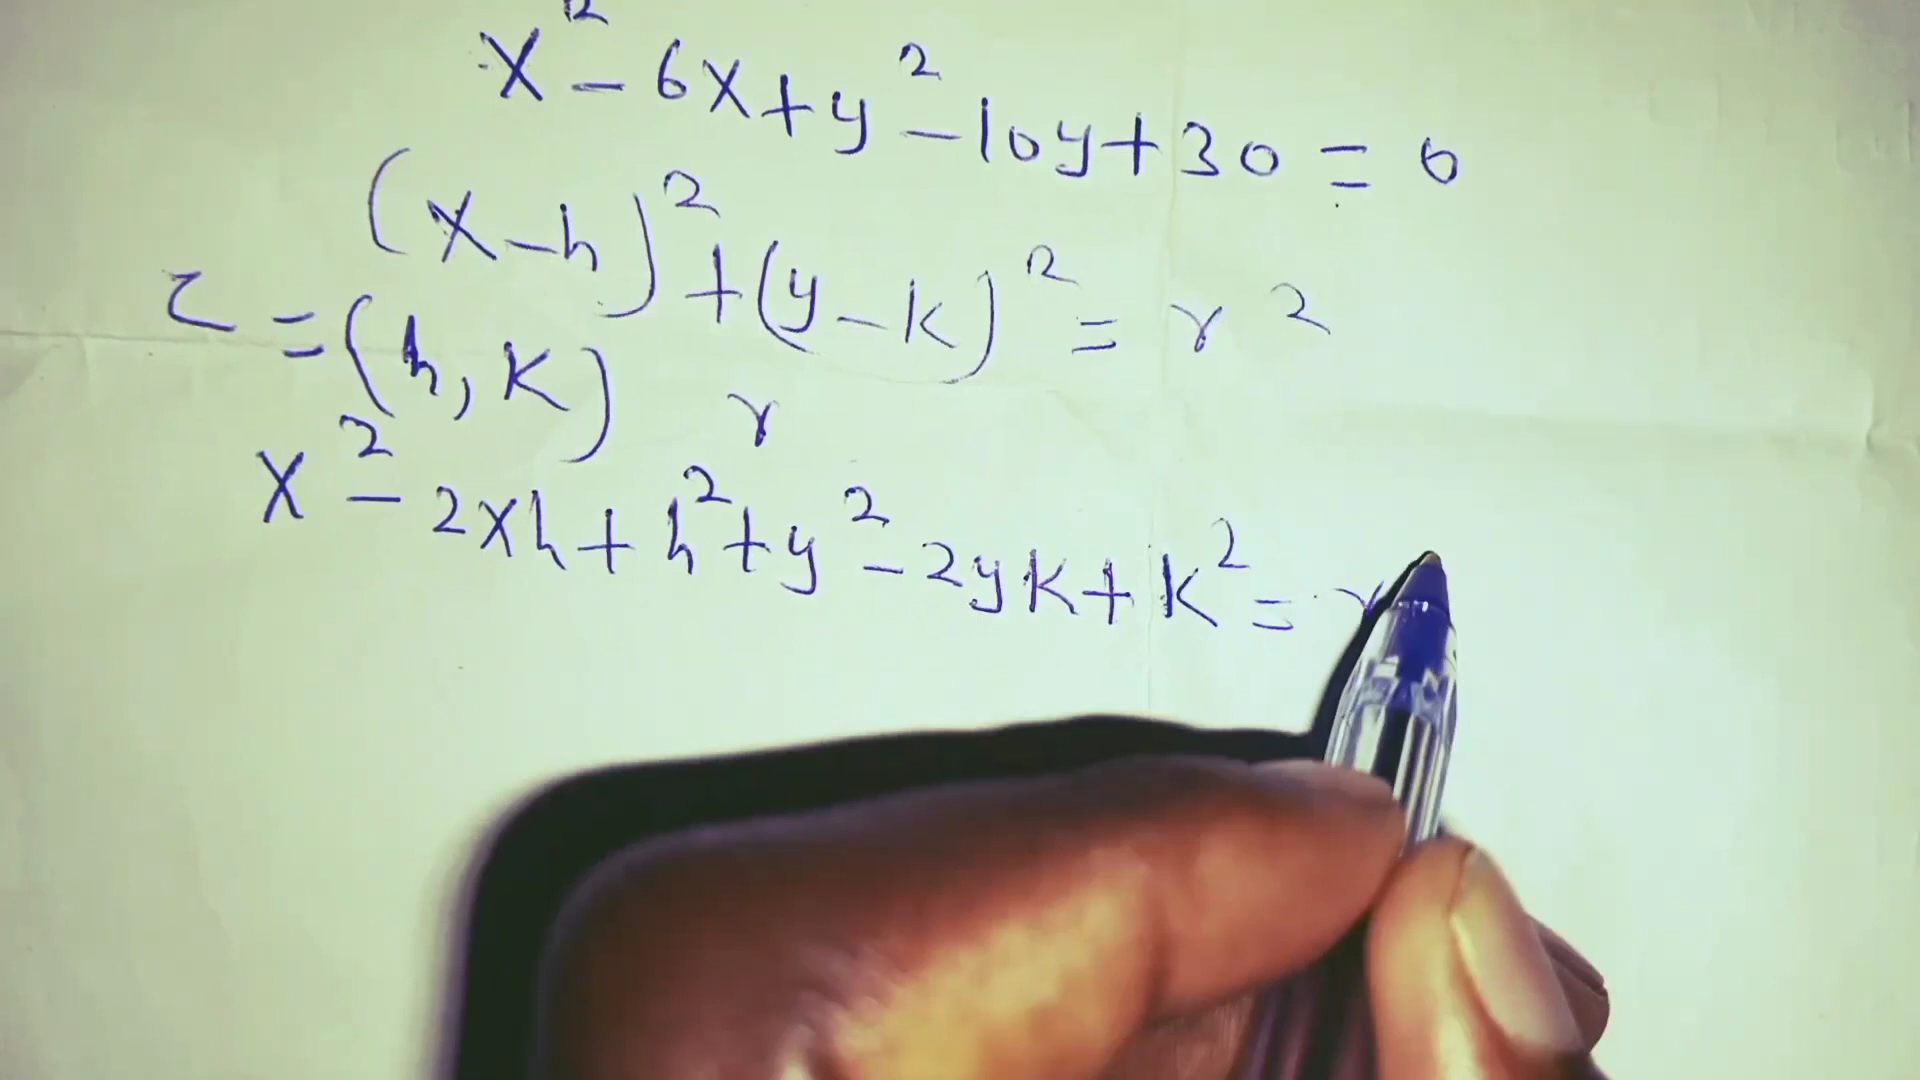 x² - 6x + y² - 10y + 30 = 0
(x - h)² + (y - k)² = r²
c = (h, k) r
x² - 2xh + h² + y² - 2yk + k² = r